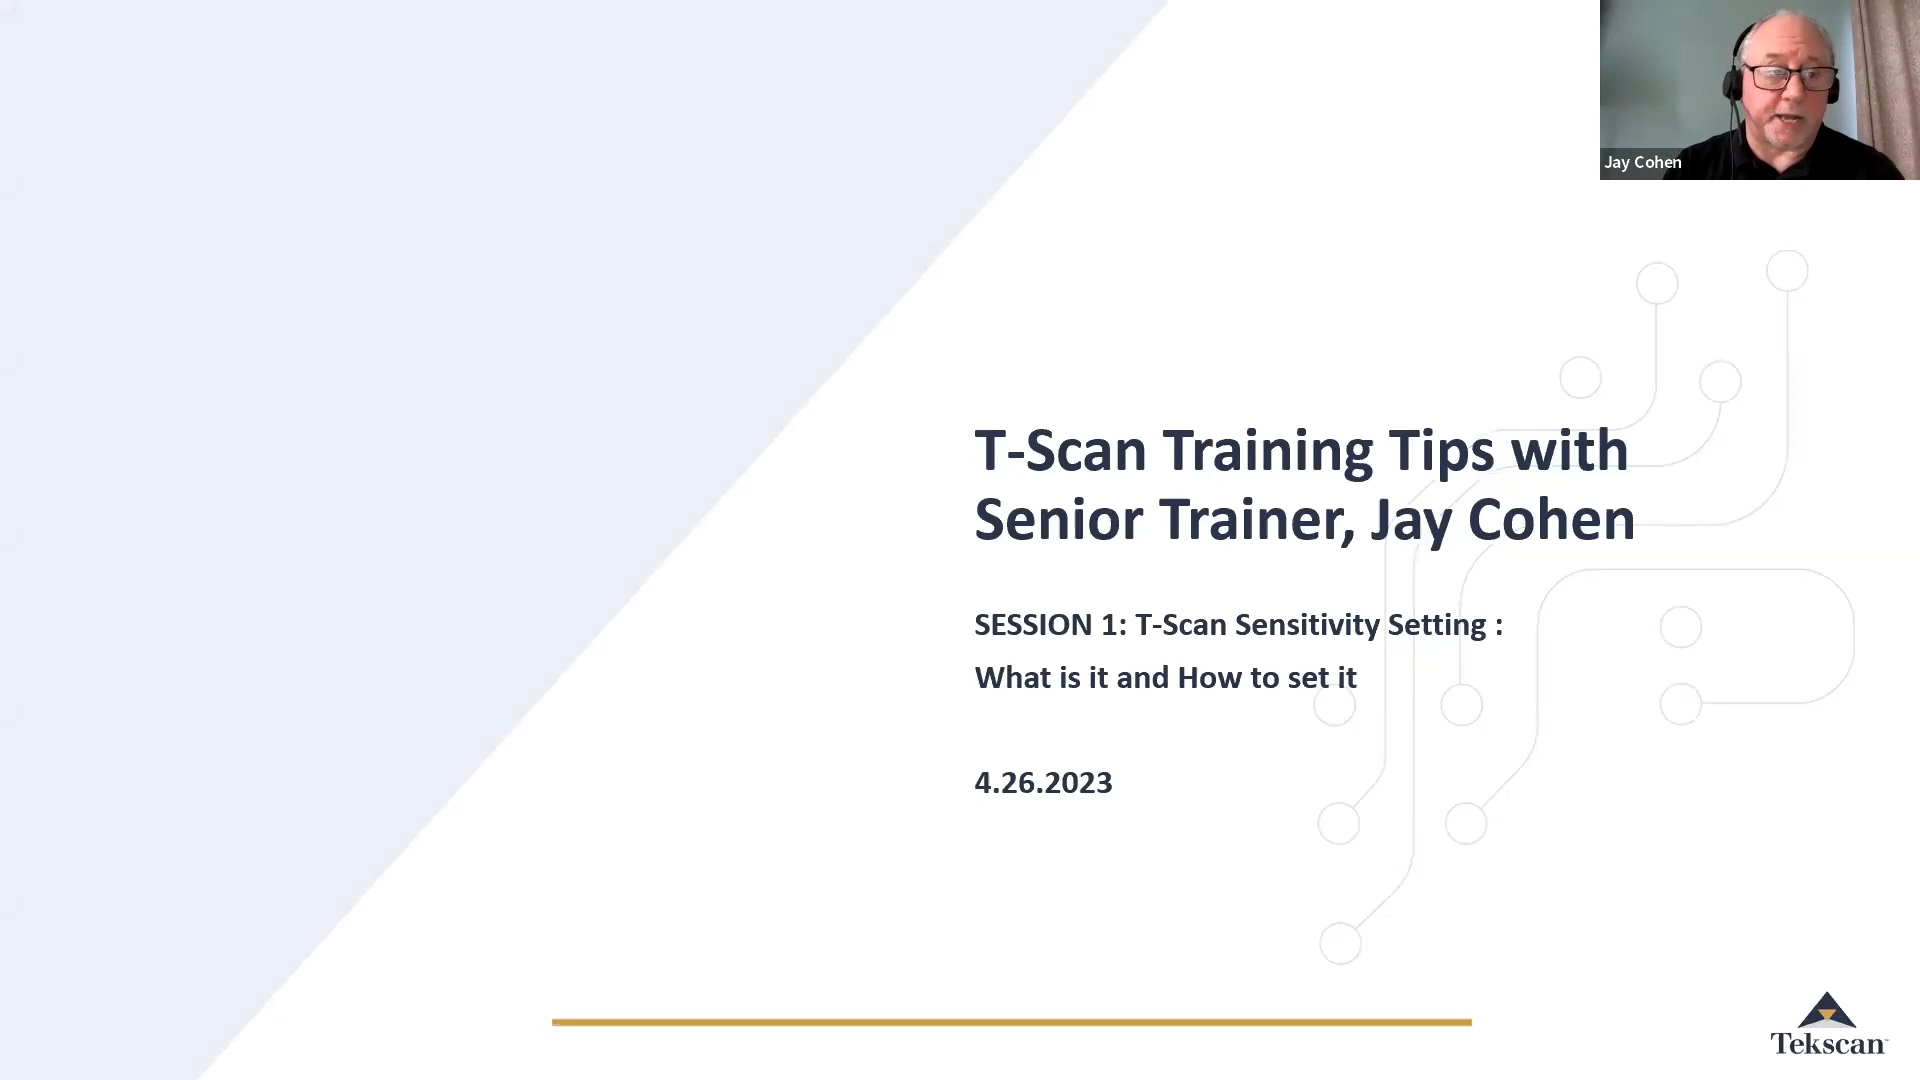 Jay Cohen
T-Scan Training Tips with
Senior Trainer, Jay Cohen
SESSION 1: T-Scan Sensitivity Setting :
What is it and How to set it
4.26.2023
Tekscan™